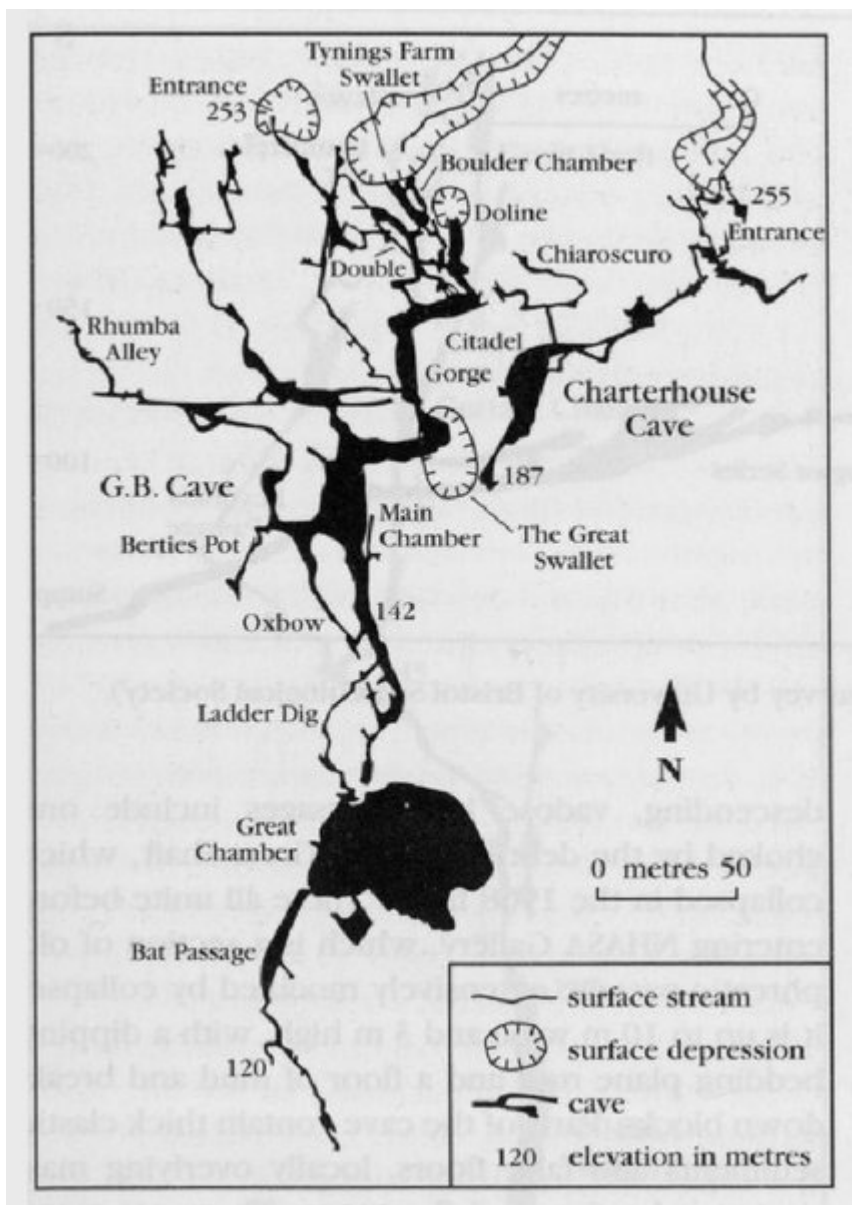 Tynings Farm
Swallet
Entrance
253
Boulder Chamber
255
Entrance
Doline
Chiaroscuro
Double
Rhumba
Alley
Citadel
Gorge
Charterhouse
Cave
G.B. Cave
187
Main
Chamber
The Great
Swallet
Berties Pot
Oxbow
142
Ladder Dig
N
Great
Chamber
0 metres 50
Bat Passage
120
surface stream
surface depression
cave
120 elevation in metres